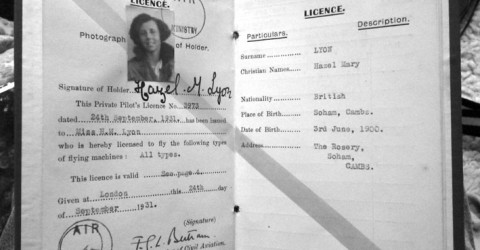 LICENCE.
AIR
MINISTRY
Photograph of Holder.
Signature of Holder. Hazel. M. Lyon
This Private Pilot's Licence No. 3973
dated 24th September, 1931. has been issued
to Miss H.M. Lyon
who is hereby licensed to fly the following types
of flying machines: All types.
This licence is valid See page 4.
Given at London this 24th day
of September 1931.
(Signature)
F.P.L. Bertram
of Civil Aviation.
AIR
LICENCE.
AIR
Particulars. Description.
Surname LYON
Christian Names Hazel Mary
Nationality British
Place of Birth Soham, Cambs.
Date of Birth 3rd June, 1900.
Address The Rosery,
Soham,
CAMBS.